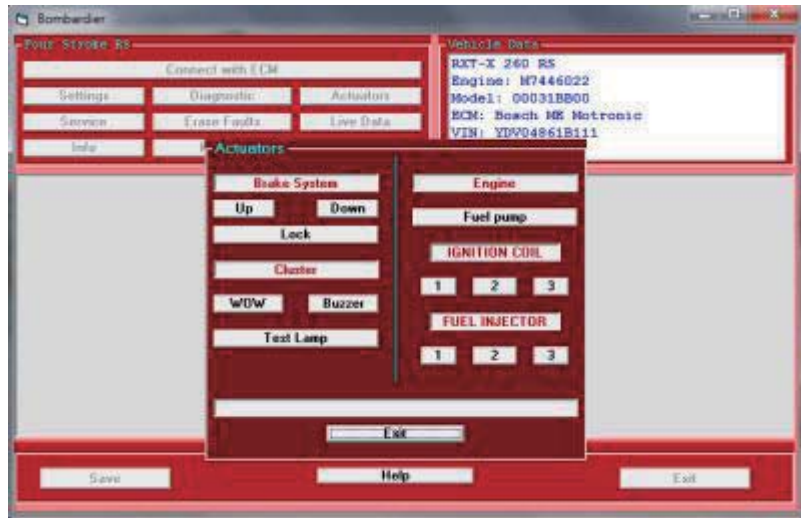 Bombardier
Four Stroke RS
Connect with ECM
Settings
Diagnostic
Actuators
Service
Erase Faults
Live Data
Info
Vehicle Data
RXT-X 260 RS
Engine: M7446022
Model: 00031BB00
ECM: Bosch ME Motronic
VIN: YDV04861B111
Actuators
Brake System
Up
Down
Lock
Cluster
WOW
Buzzer
Test Lamp
Engine
Fuel pump
IGNITION COIL
1 2 3
FUEL INJECTOR
1 2 3
Exit
Save
Help
Exit